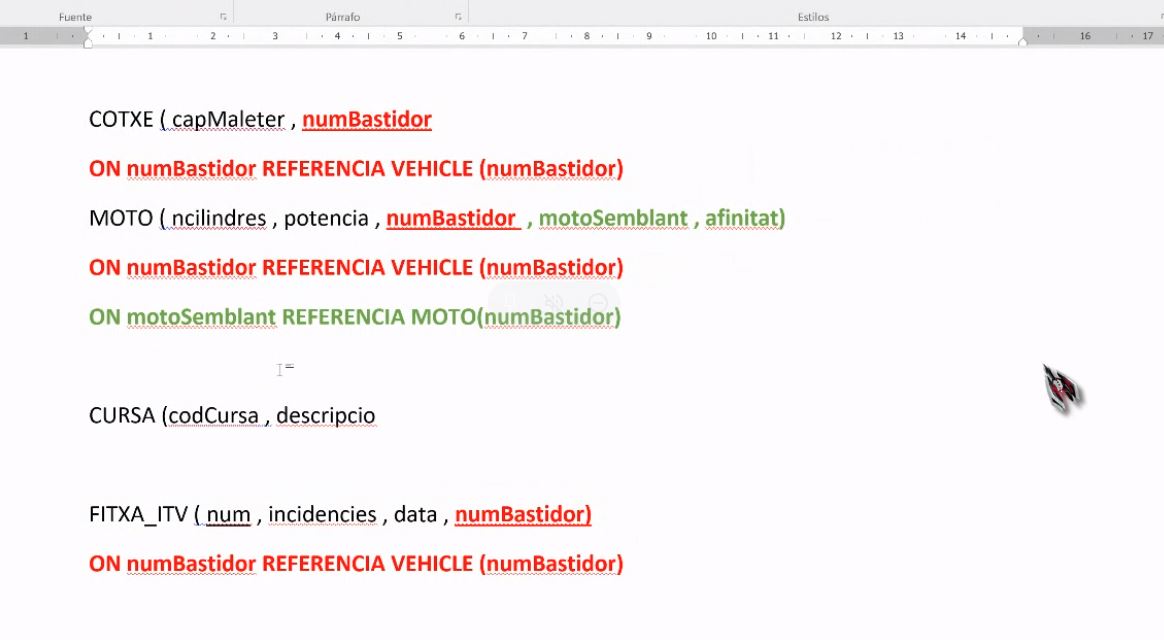 Fuente Párrafo Estilos
1 1 2 3 4 5 6 7 8 9 10 11 12 13 14 16 17
COTXE ( capMaleter , numBastidor
ON numBastidor REFERENCIA VEHICLE (numBastidor)
MOTO ( ncilindres , potencia , numBastidor , motoSemblant , afinitat)
ON numBastidor REFERENCIA VEHICLE (numBastidor)
ON motoSemblant REFERENCIA MOTO(numBastidor)
CURSA (codCursa , descripcio
FITXA_ITV ( num , incidencies , data , numBastidor)
ON numBastidor REFERENCIA VEHICLE (numBastidor)